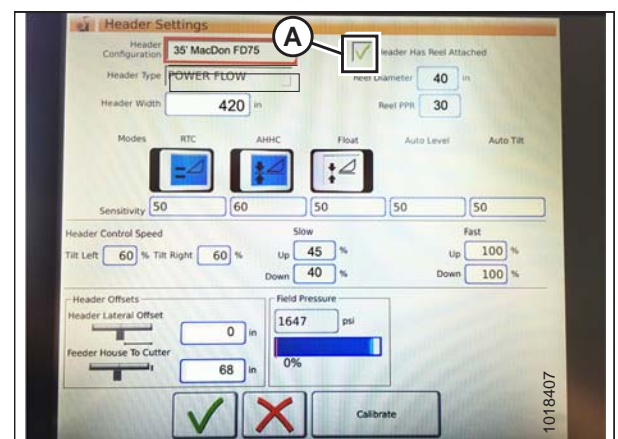 Header Settings
A
Header Configuration 35' MacDon FD75
Header Has Reel Attached
Header Type POWER FLOW
Reel Diameter 40 in
Header Width 420 in
Reel PPR 30
Modes RTC AHHC Float Auto Level Auto Tilt
Sensitivity 50 60 50 50 50
Header Control Speed Slow Fast
Tilt Left 60 % Tilt Right 60 % Up 45 % Up 100 %
Down 40 % Down 100 %
Header Offsets Field Pressure
Header Lateral Offset
0 in 1647 psi
Feeder House To Cutter
68 in 0%
Calibrate
1018407